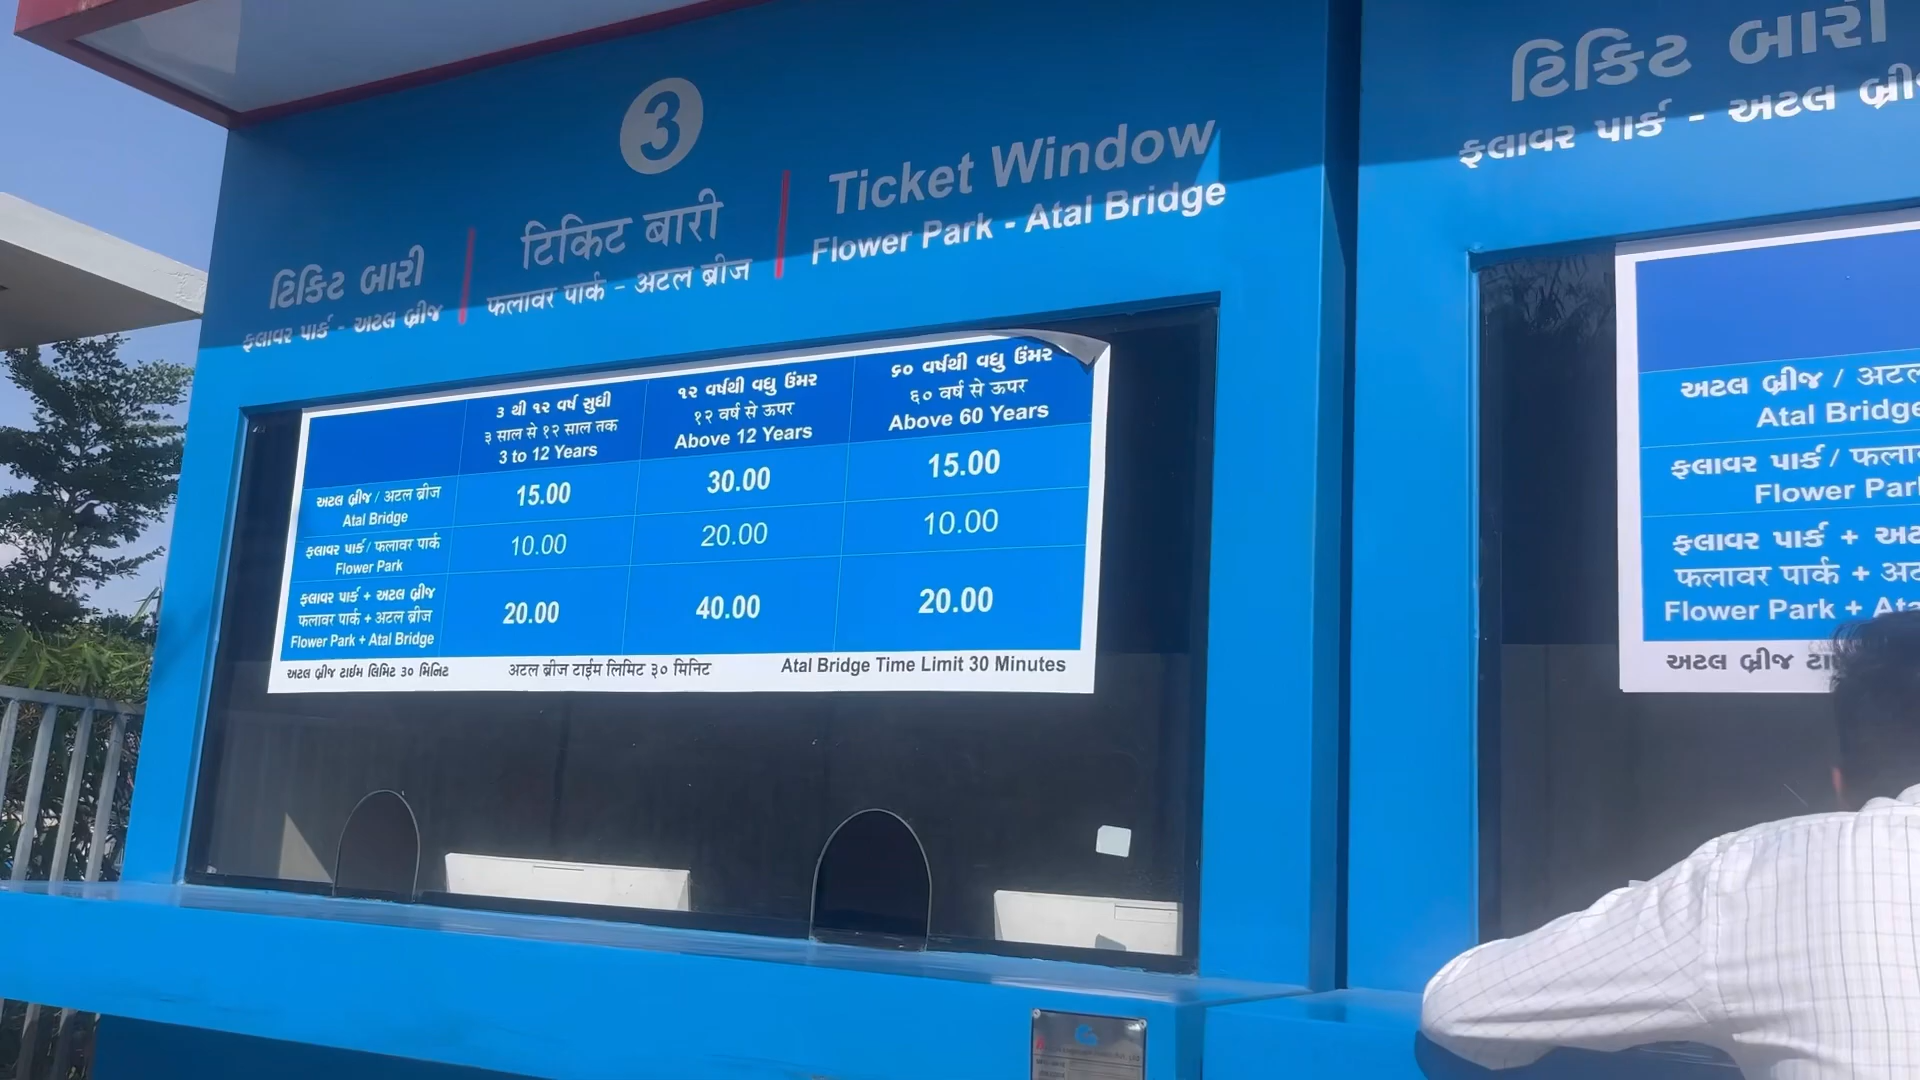 3
ટિકિટ બારી
ફલાવર પાર્ક - અટલ બ્રીજ
टिकिट बारी
फलावर पार्क - अटल ब्रीज
Ticket Window
Flower Park - Atal Bridge
૩ થી ૧૨ વર્ષ સુધી
३ साल से १२ साल तक
3 to 12 Years
૧૨ વર્ષથી વધુ ઉંમર
१२ वर्ष से ऊपर
Above 12 Years
૬૦ વર્ષથી વધુ ઉંમર
६० वर्ष से ऊपर
Above 60 Years
અટલ બ્રીજ / अटल ब्रीज
Atal Bridge
15.00
30.00
15.00
ફલાવર પાર્ક / फलावर पार्क
Flower Park
10.00
20.00
10.00
ફલાવર પાર્ક + અટલ બ્રીજ
फलावर पार्क + अटल ब्रीज
Flower Park + Atal Bridge
20.00
40.00
20.00
અટલ બ્રીજ ટાઈમ લિમિટ ૩૦ મિનિટ
अटल ब्रीज टाईम लिमिट ३० मिनिट
Atal Bridge Time Limit 30 Minutes
ટિકિટ બારી
ફલાવર પાર્ક - અટલ
અટલ બ્રીજ /
Atal Bridge
ફલાવર પાર્ક /
Flower
ફલાવર પાર્ક +
फलावर पार्क +
Flower Park +
અટલ બ્રીજ